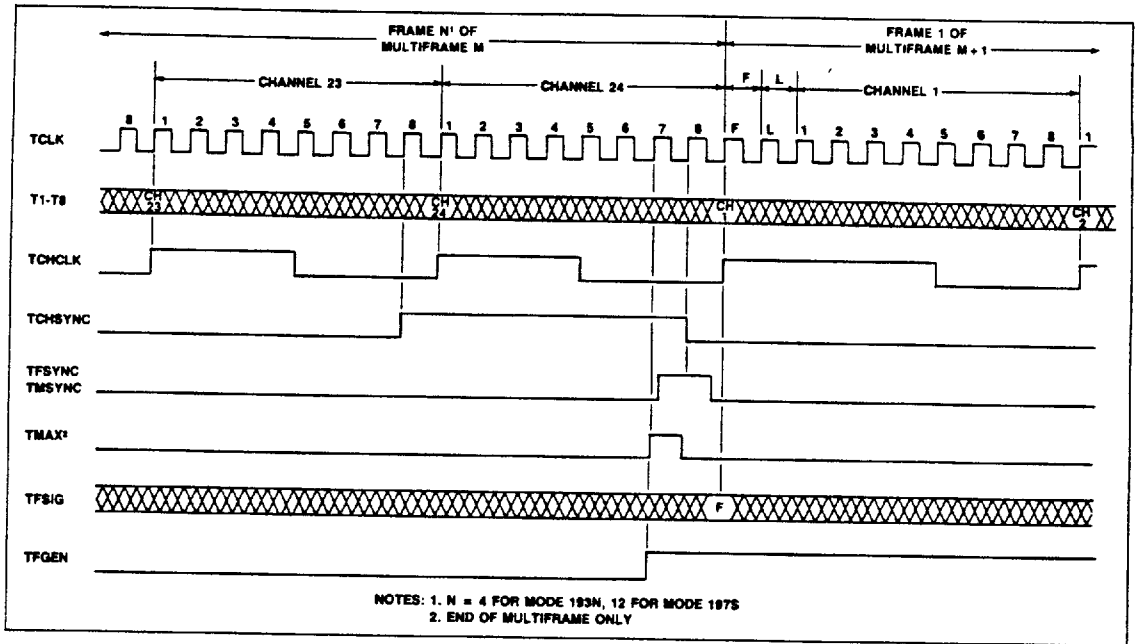 FRAME N¹ OF
MULTIFRAME M
FRAME 1 OF
MULTIFRAME M + 1
CHANNEL 23
CHANNEL 24
F
L
CHANNEL 1
TCLK
8 1 2 3 4 5 6 7 8 1 2 3 4 5 6 7 8 F L 1 2 3 4 5 6 7 8 1
T1-T8
CH
23
CH
24
CH
1
CH
2
TCHCLK
TCHSYNC
TFSYNC
TMSYNC
TMAX²
TFSIG
F
TFGEN
NOTES: 1. N = 4 FOR MODE 193N, 12 FOR MODE 197S
2. END OF MULTIFRAME ONLY